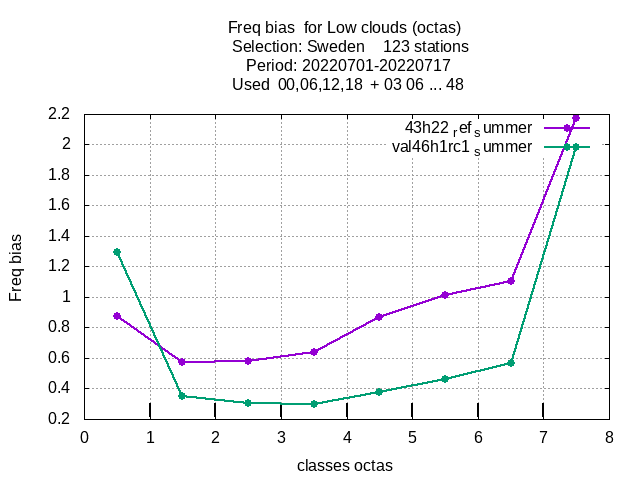 Freq bias  for Low clouds (octas)
Selection: Sweden    123 stations
Period: 20220701-20220717
Used  00,06,12,18  + 03 06 ... 48
43h22 ref summer
val46h1rc1 summer
2.2
2
1.8
1.6
1.4
1.2
1
0.8
0.6
0.4
0.2
Freq bias
0 1 2 3 4 5 6 7 8
classes octas